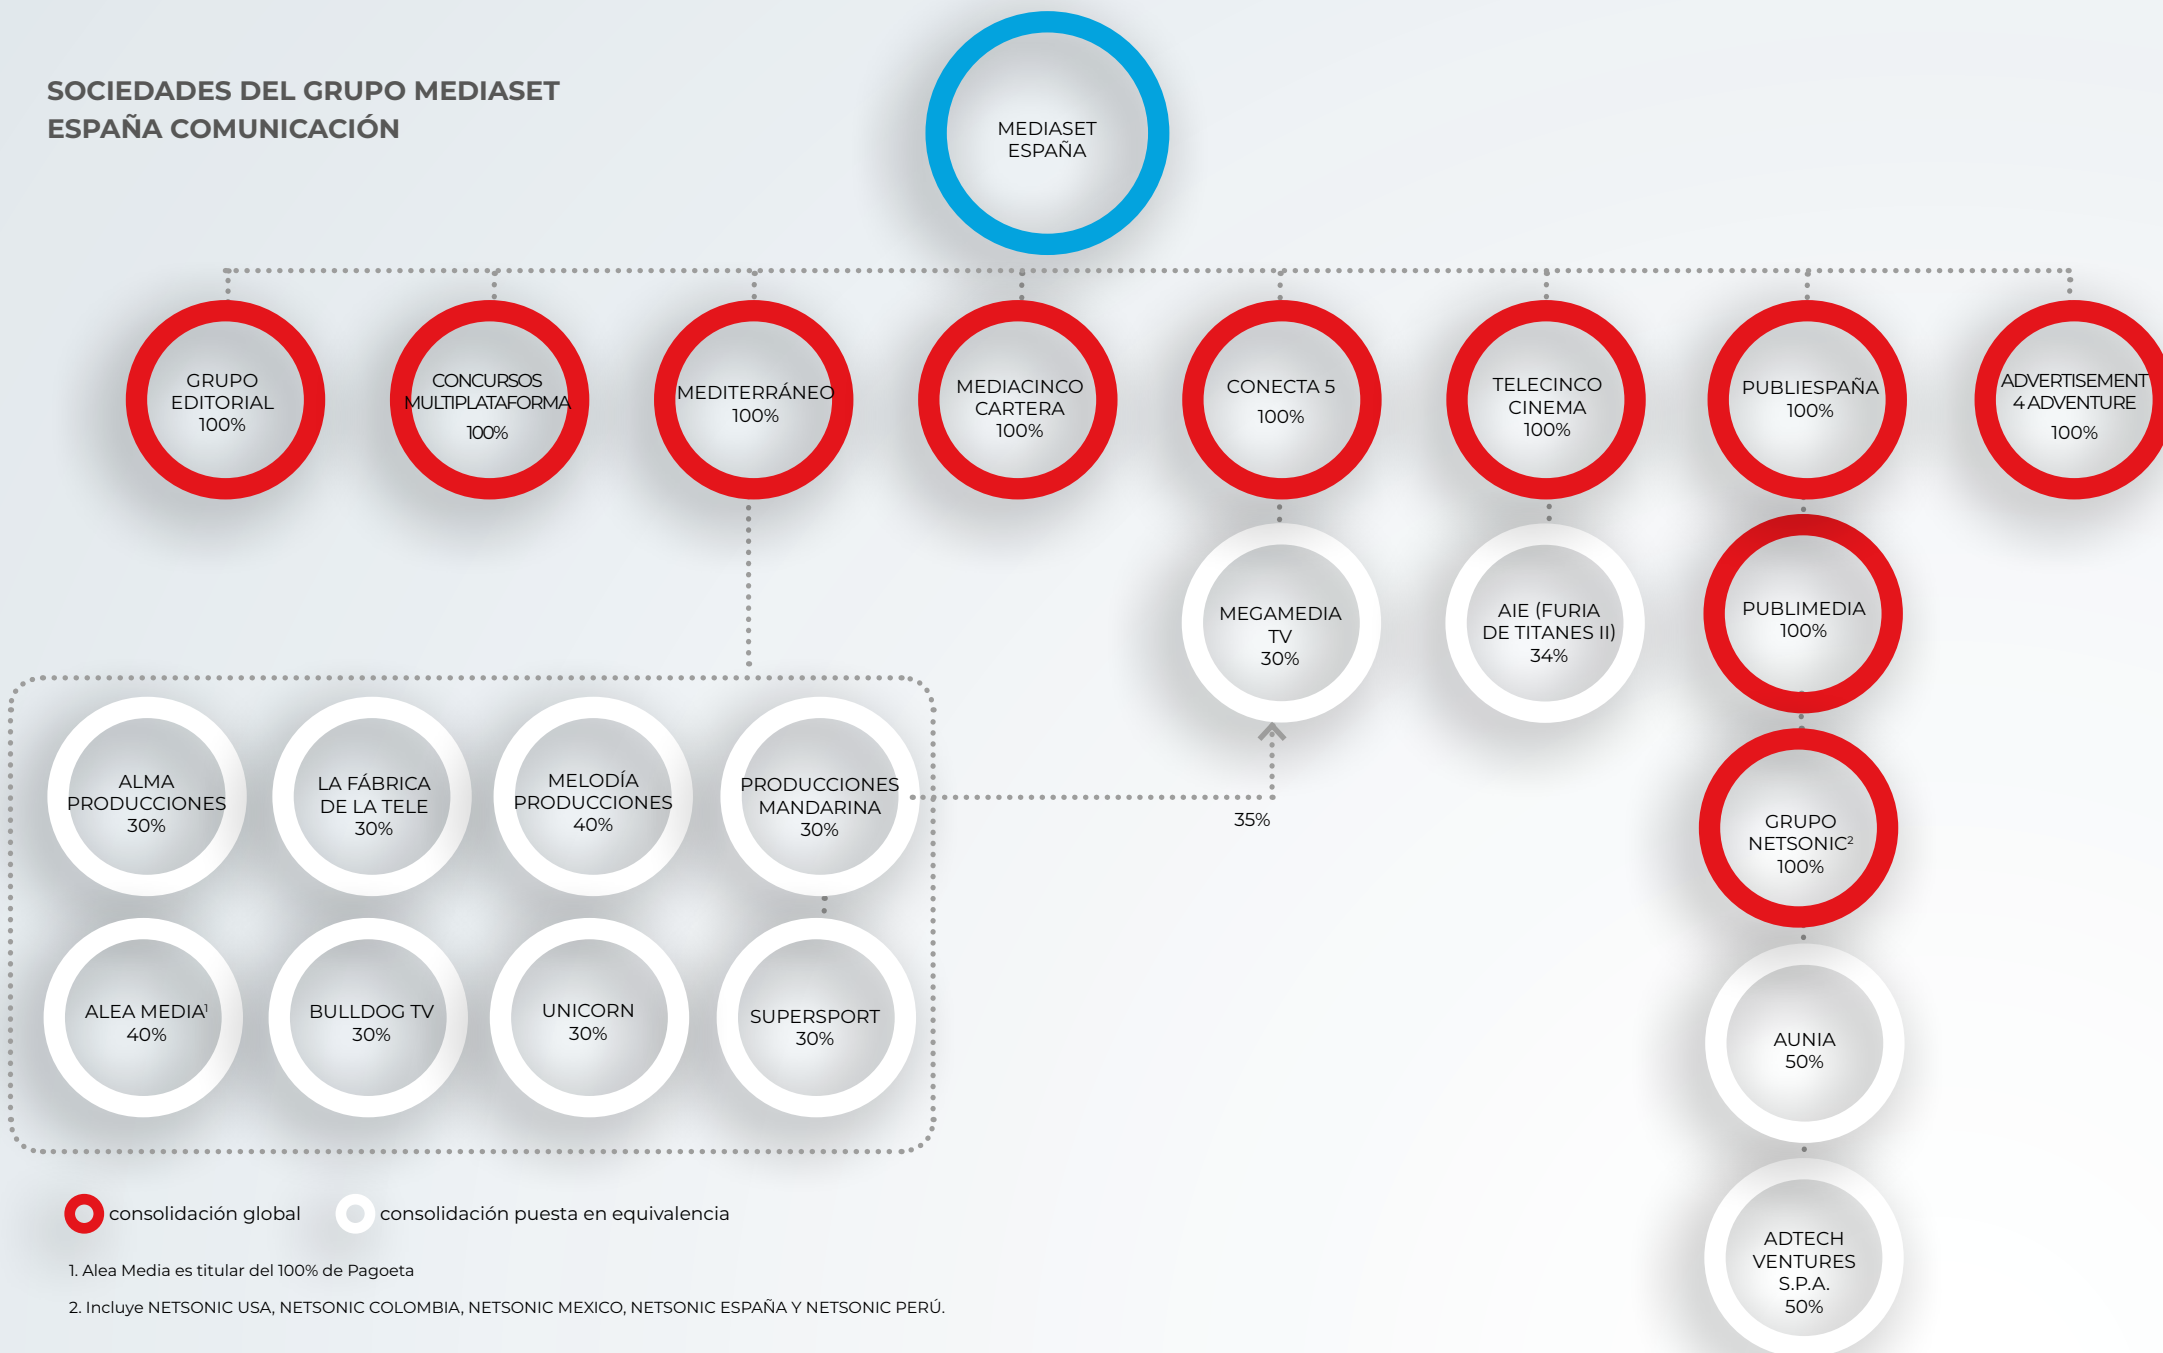 SOCIEDADES DEL GRUPO MEDIASET
ESPAÑA COMUNICACIÓN
MEDIASET
ESPAÑA
GRUPO
EDITORIAL
100%
CONCURSOS
MULTIPLATAFORMA
100%
MEDITERRÁNEO
100%
MEDIACINCO
CARTERA
100%
CONECTA 5
100%
TELECINCO
CINEMA
100%
PUBLIESPAÑA
100%
ADVERTISEMENT
4 ADVENTURE
100%
MEGAMEDIA
TV
30%
AIE (FURIA
DE TITANES II)
34%
PUBLIMEDIA
100%
ALMA
PRODUCCIONES
30%
LA FÁBRICA
DE LA TELE
30%
MELODÍA
PRODUCCIONES
40%
PRODUCCIONES
MANDARINA
30%
35%
GRUPO
NETSONIC²
100%
ALEA MEDIA¹
40%
BULLDOG TV
30%
UNICORN
30%
SUPERSPORT
30%
AUNIA
50%
ADTECH
VENTURES
S.P.A.
50%
consolidación global
consolidación puesta en equivalencia
1. Alea Media es titular del 100% de Pagoeta
2. Incluye NETSONIC USA, NETSONIC COLOMBIA, NETSONIC MEXICO, NETSONIC ESPAÑA Y NETSONIC PERÚ.